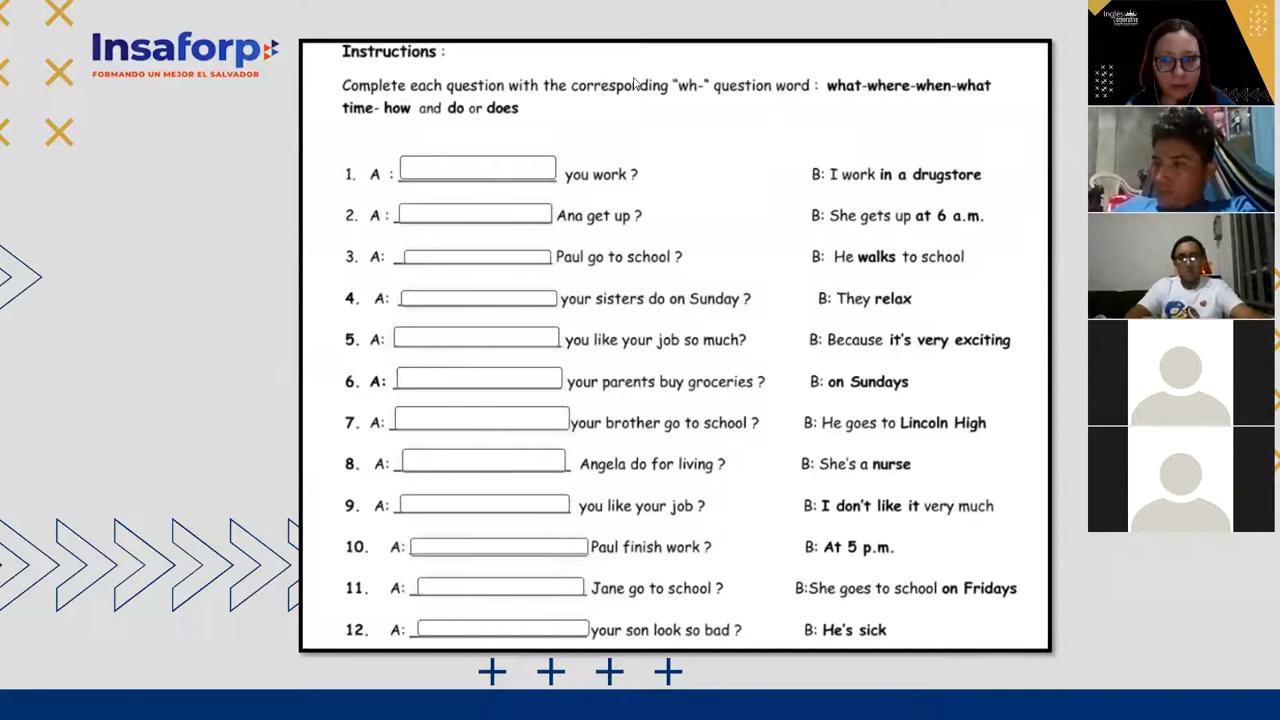 Insaforp
FORMANDO UN MEJOR EL SALVADOR
Instructions :
Complete each question with the corresponding "wh-" question word : what-where-when-what
time- how and do or does
1. A : you work ? B: I work in a drugstore
2. A : Ana get up ? B: She gets up at 6 a.m.
3. A: Paul go to school ? B: He walks to school
4. A: your sisters do on Sunday ? B: They relax
5. A: you like your job so much? B: Because it's very exciting
6. A: your parents buy groceries ? B: on Sundays
7. A: your brother go to school ? B: He goes to Lincoln High
8. A: Angela do for living ? B: She's a nurse
9. A: you like your job ? B: I don't like it very much
10. A: Paul finish work ? B: At 5 p.m.
11. A: Jane go to school ? B:She goes to school on Fridays
12. A: your son look so bad ? B: He's sick
Inglés
Corporativo